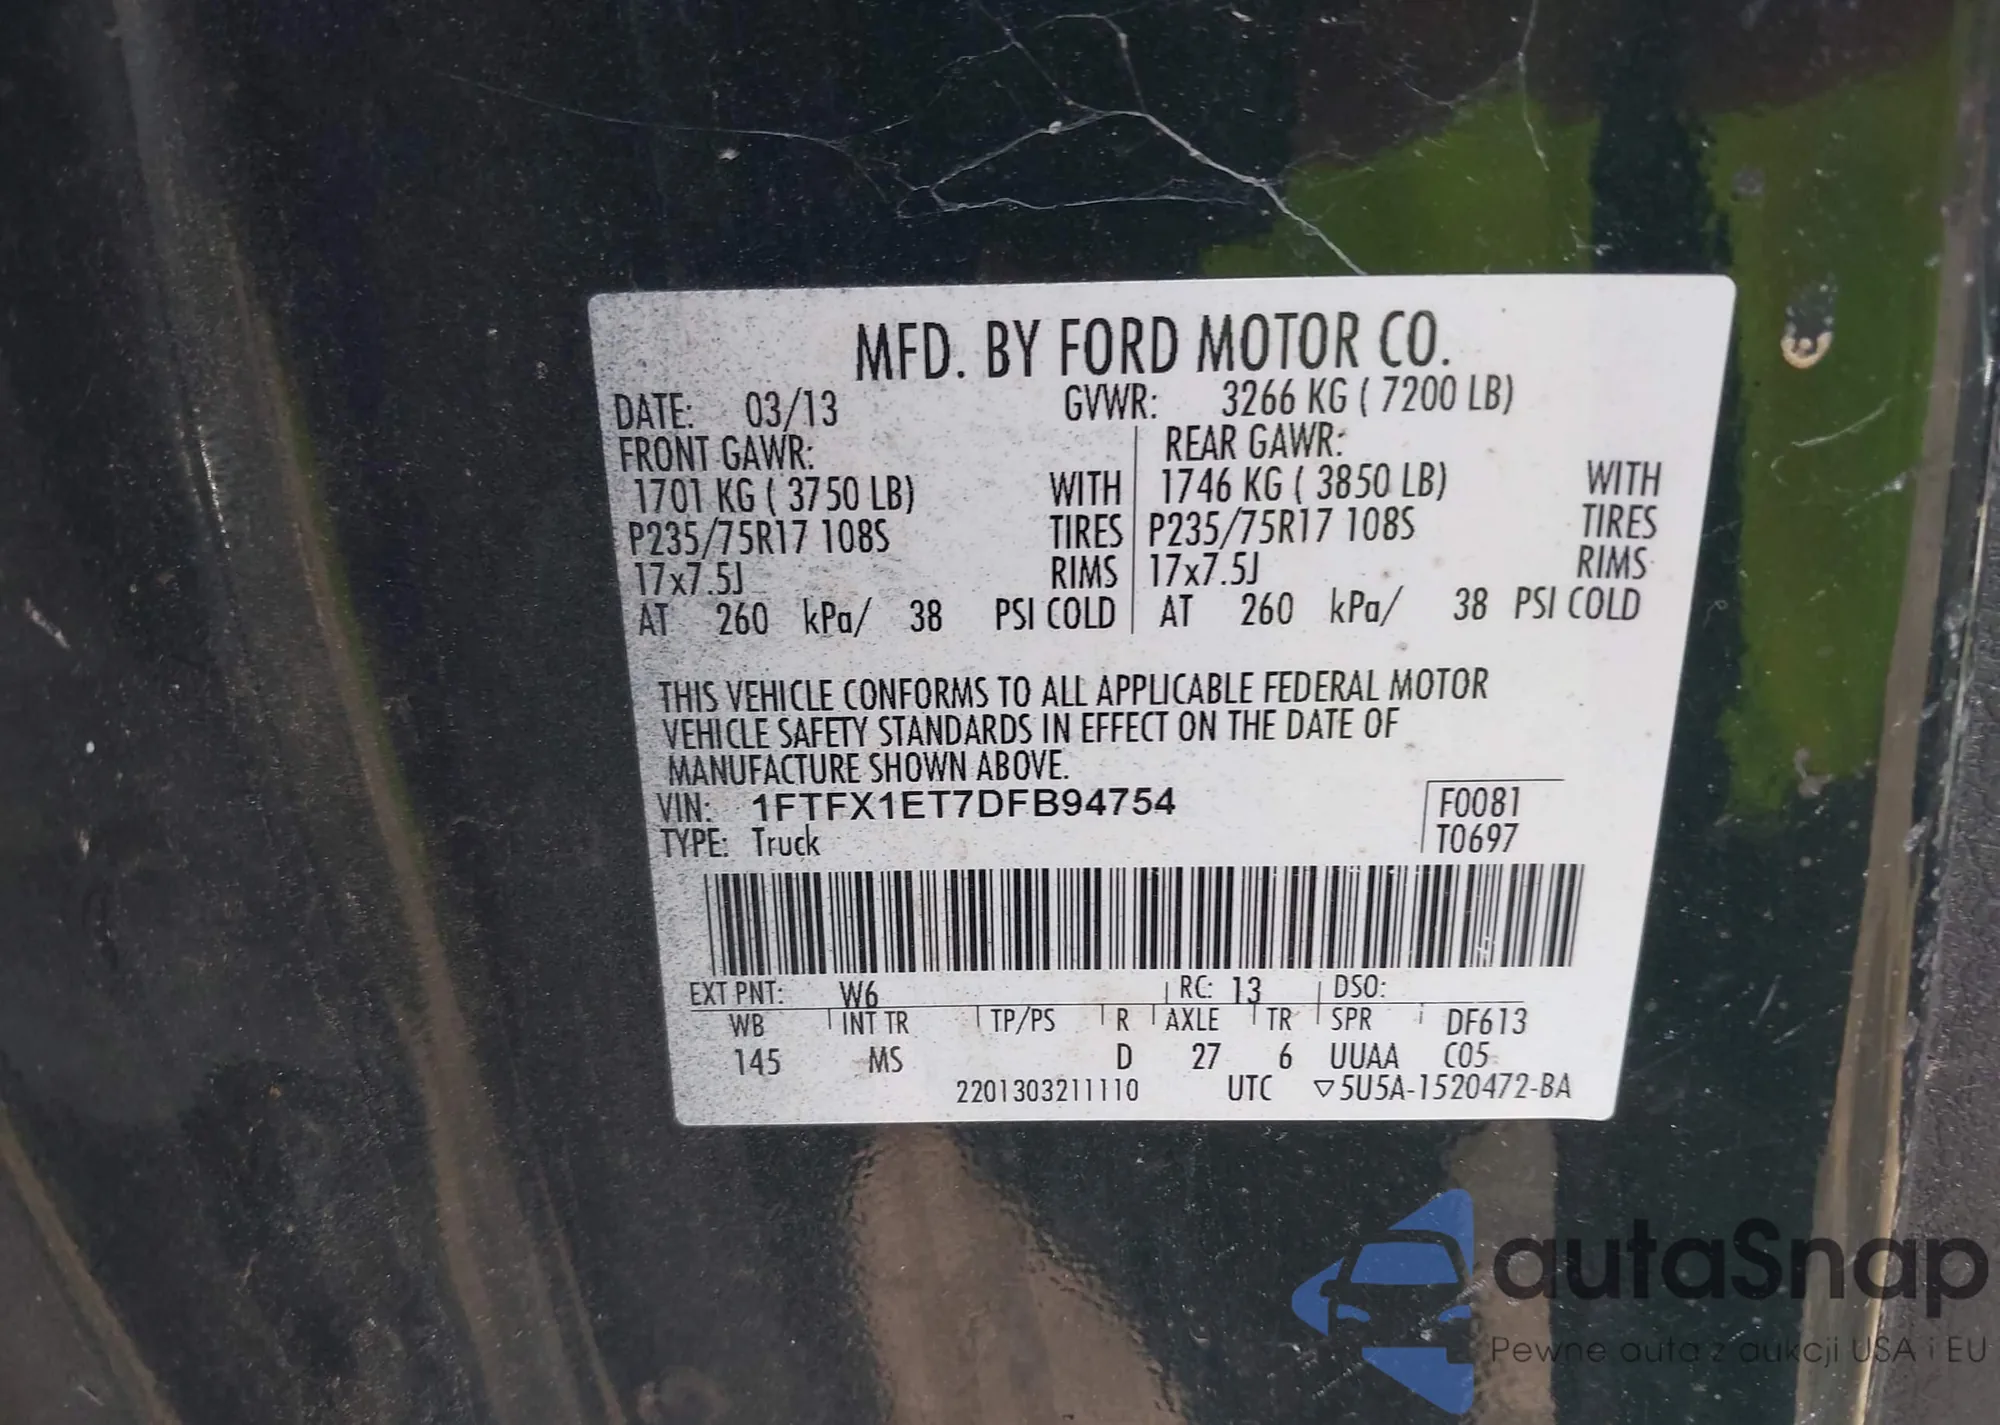 MFD. BY FORD MOTOR CO.
DATE: 03/13 GVWR: 3266 KG ( 7200 LB)
FRONT GAWR: REAR GAWR:
1701 KG ( 3750 LB) WITH 1746 KG ( 3850 LB) WITH
P235/75R17 108S TIRES P235/75R17 108S TIRES
17x7.5J RIMS 17x7.5J RIMS
AT 260 kPa/ 38 PSI COLD AT 260 kPa/ 38 PSI COLD
THIS VEHICLE CONFORMS TO ALL APPLICABLE FEDERAL MOTOR
VEHICLE SAFETY STANDARDS IN EFFECT ON THE DATE OF
MANUFACTURE SHOWN ABOVE.
VIN: 1FTFX1ET7DFB94754 F0081
TYPE: Truck T0697
EXT PNT: W6 RC: 13 DSO:
WB INT TR TP/PS R AXLE TR SPR DF613
145 MS D 27 6 UUAA C05
2201303211110 UTC ▽5U5A-1520472-BA
autaSnap
Pewne auta z aukcji USA i EU